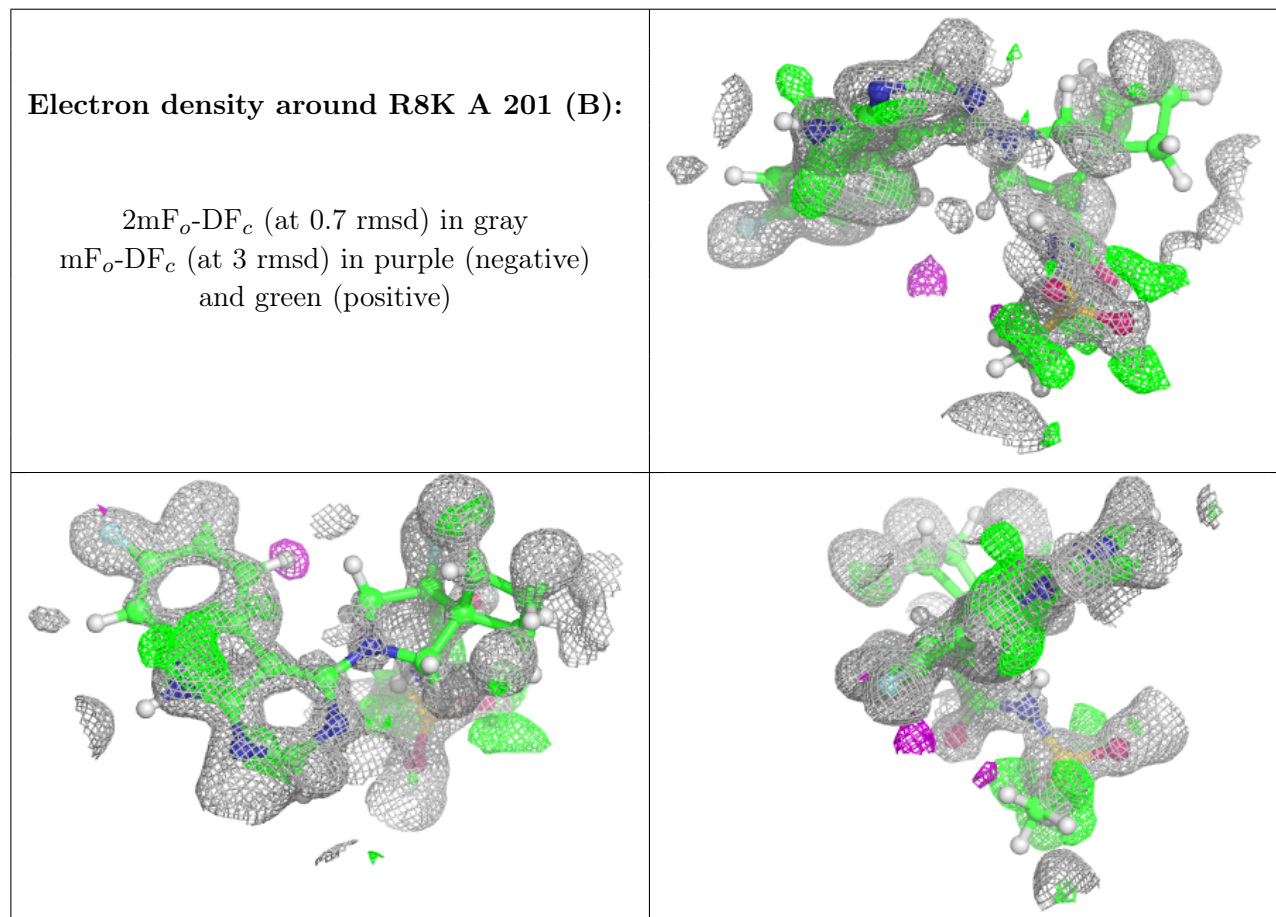 Electron density around R8K A 201 (B):
2mFₒ-DF𝒸 (at 0.7 rmsd) in gray
mFₒ-DF𝒸 (at 3 rmsd) in purple (negative)
and green (positive)